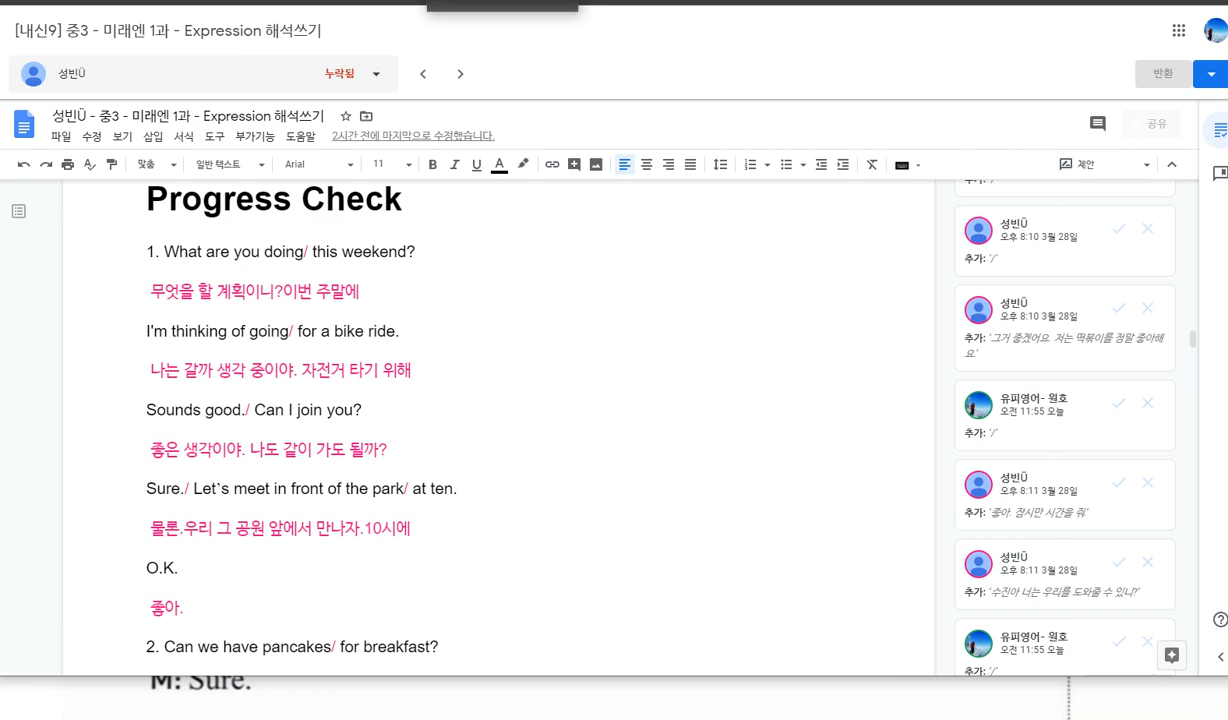 [내신9] 중3 - 미래엔 1과 - Expression 해석쓰기
성빈Ü 누락됨 반환
성빈Ü - 중3 - 미래엔 1과 - Expression 해석쓰기
파일 수정 보기 삽입 서식 도구 부가기능 도움말 2시간 전에 마지막으로 수정했습니다. 공유
맞춤 일반 텍스트 Arial 11 B I U A 제안
Progress Check
1. What are you doing/ this weekend?
무엇을 할 계획이니?이번 주말에
I'm thinking of going/ for a bike ride.
나는 갈까 생각 중이야. 자전거 타기 위해
Sounds good./ Can I join you?
좋은 생각이야. 나도 같이 가도 될까?
Sure./ Let`s meet in front of the park/ at ten.
물론.우리 그 공원 앞에서 만나자.10시에
O.K.
좋아.
2. Can we have pancakes/ for breakfast?
추가: '/'
성빈Ü
오후 8:10 3월 28일
추가: '/'
성빈Ü
오후 8:10 3월 28일
추가: '그거 좋겠어요. 저는 떡볶이를 정말 좋아해
요.'
유피영어- 원호
오전 11:55 오늘
추가: '/'
성빈Ü
오후 8:11 3월 28일
추가: '좋아. 잠시만 시간을 줘.'
성빈Ü
오후 8:11 3월 28일
추가: '수진아 너는 우리를 도와줄 수 있니?'
유피영어- 원호
오전 11:55 오늘
추가: '/'
M: Sure.